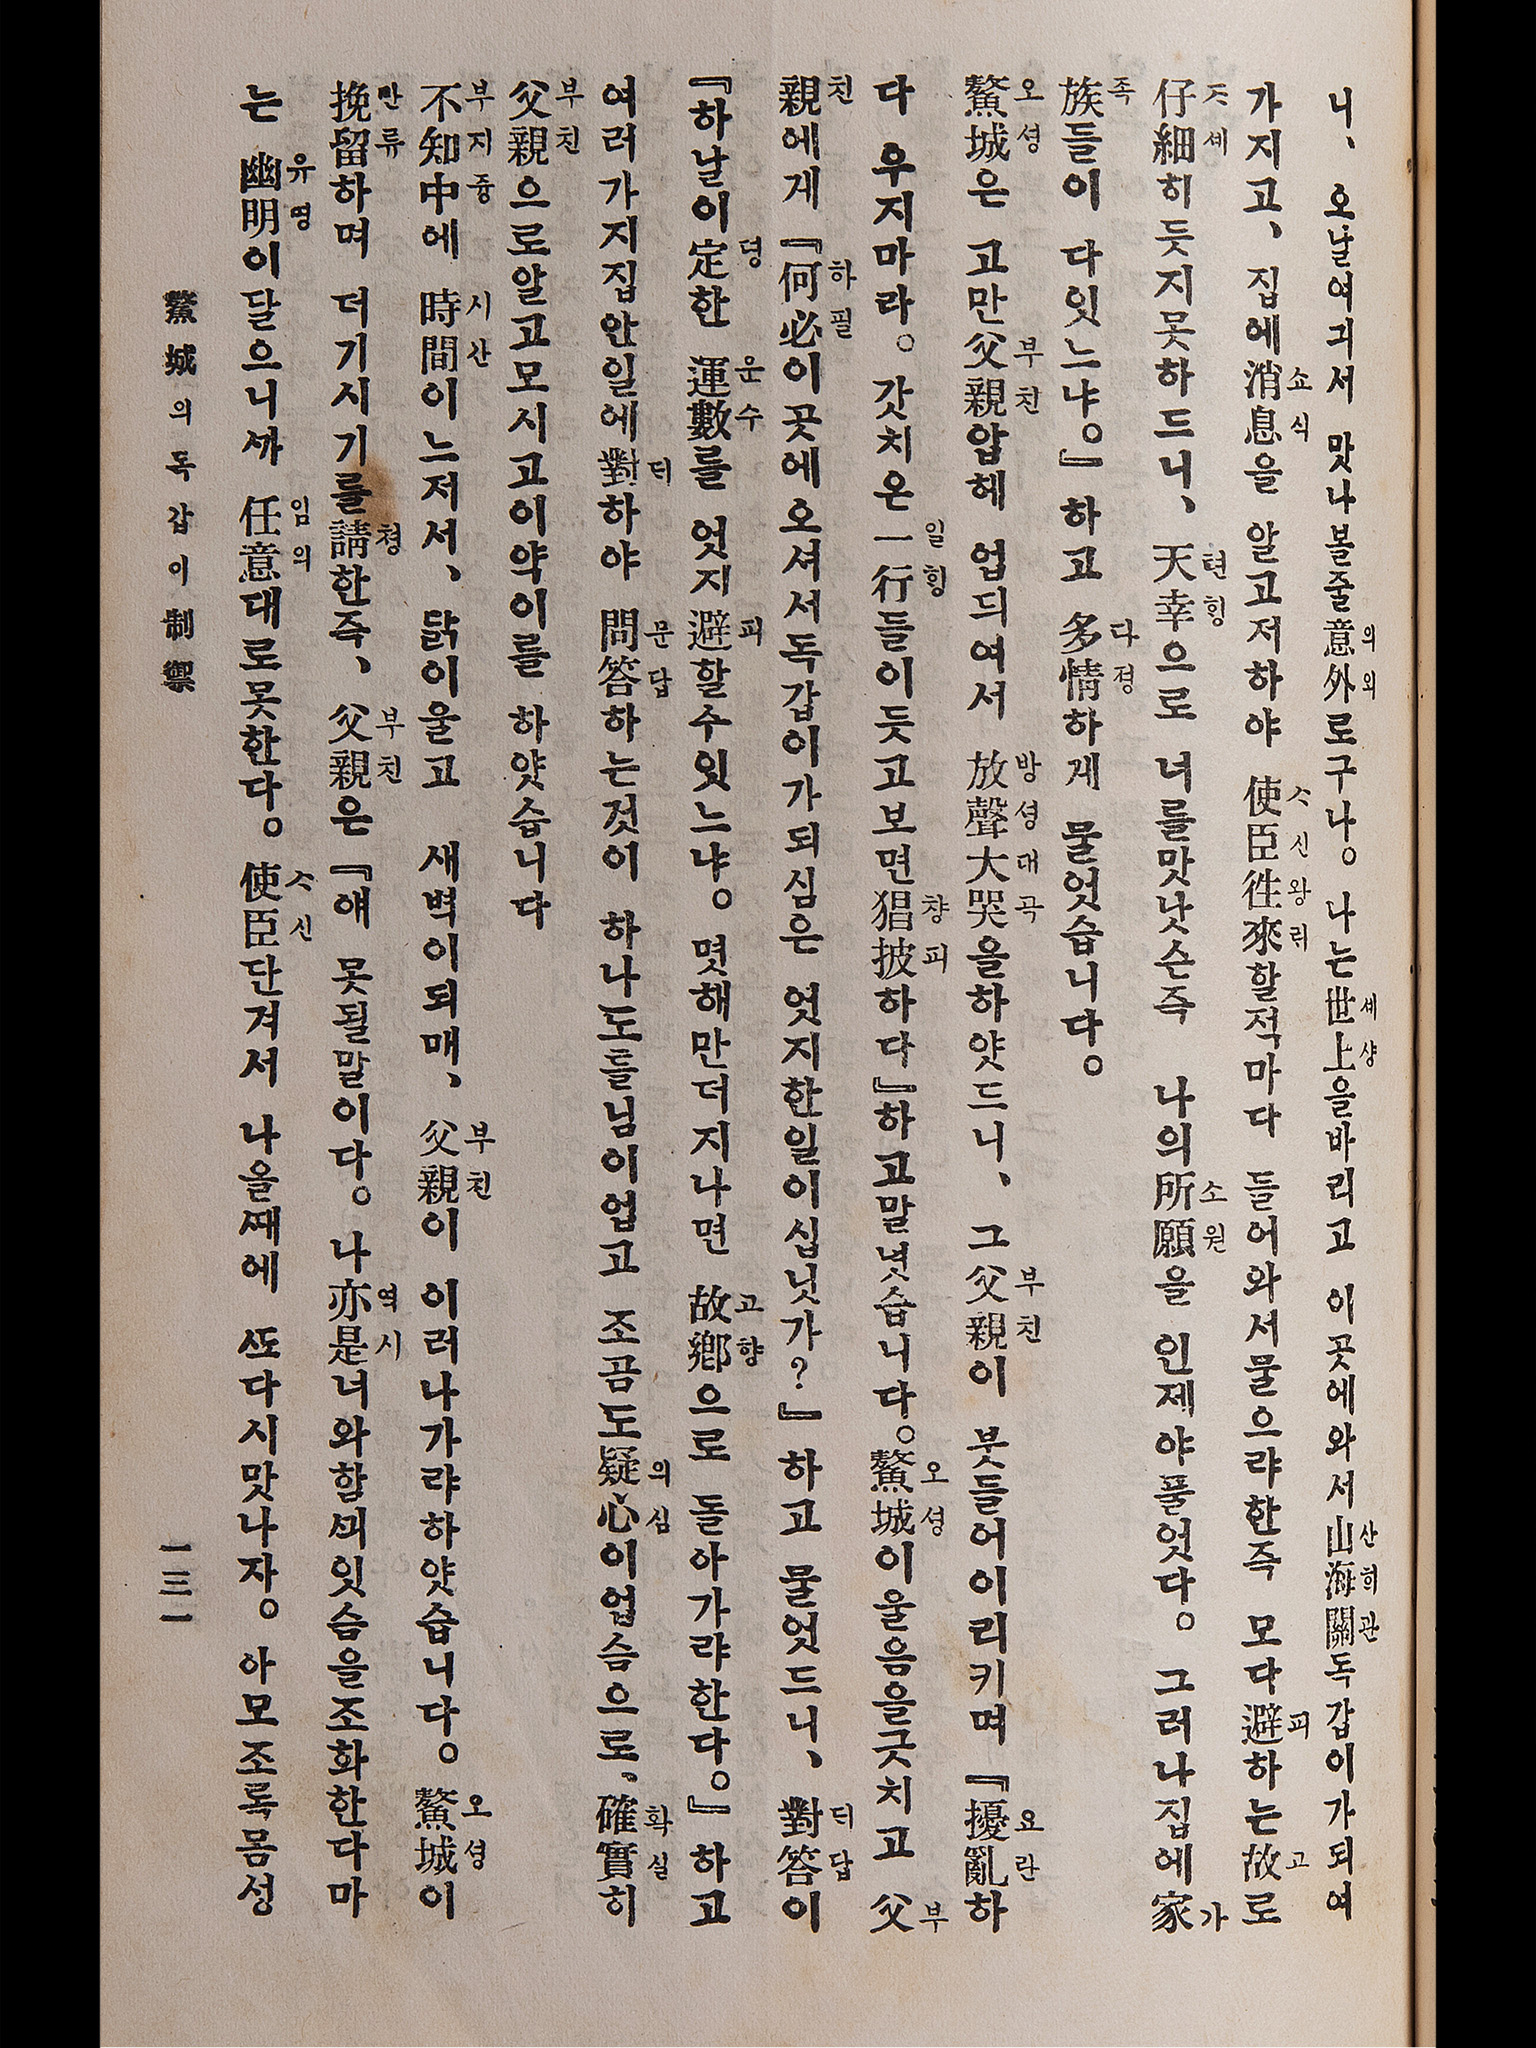 니、오날여긔서 맛나볼줄意外로구나。나는世上을바리고 이곳에와서山海關독갑이가되여
가지고、집에消息을 알고저하야 使臣徃來할적마다 들어와서물으랴한즉 모다避하는故로
仔細히듯지못하드니、天幸으로 너를맛낫슨즉 나의所願을 인제야풀엇다。그러나집에家
族들이 다잇느냐。』하고 多情하게 물엇습니다。
鰲城은 고만父親압헤 업듸여서 放聲大哭을하얏드니、그父親이 붓들어이리키며『擾亂하
다 우지마라。갓치온一行들이듯고보면猖披하다』하고말녓습니다。鰲城이울음을긋치고 父
親에게『何必이곳에오셔서독갑이가되심은 엇지한일이십닛가?』하고 물엇드니、對答이
『하날이定한 運數를 엇지避할수잇느냐。몃해만더지나면 故鄕으로 돌아가랴한다。』하고
여러가지집안일에對하야 問答하는것이 하나도틀님이업고 조곰도疑心이업슴으로、確實히
父親으로알고모시고이약이를 하얏습니다
不知中에 時間이느저서、닭이울고 새벽이되매、父親이 이러나가랴하얏습니다。鰲城이
挽留하며 더기시기를請한즉、父親은『얘 못될말이다。나亦是너와함ᄭᅴ잇슴을조화한다마
는 幽明이달으니ᄭᅡ 任意대로못한다。使臣단겨서 나올ᄯᅢ에 ᄯᅩ다시맛나자。아모조록몸성
鰲城의독갑이制禦
一三一